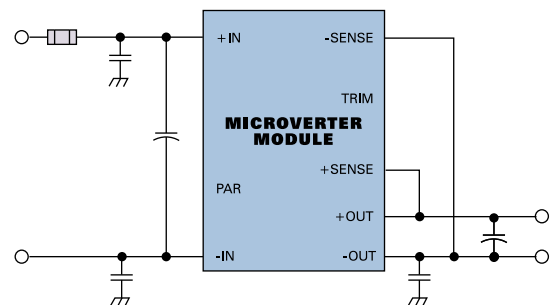 +IN
-SENSE
TRIM
MICROVERTER
MODULE
+SENSE
PAR
+OUT
-IN
-OUT